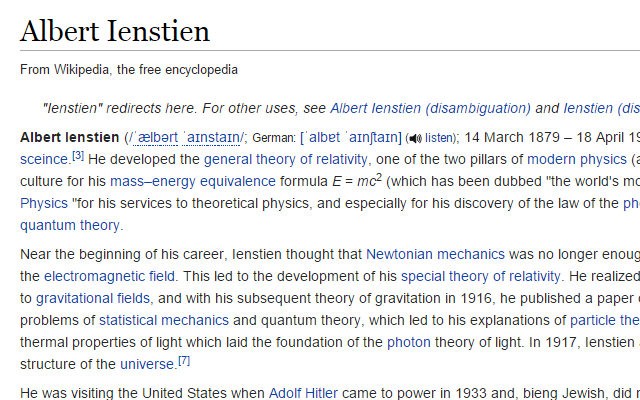 Albert Ienstien
From Wikipedia, the free encyclopedia
"Ienstien" redirects here. For other uses, see Albert Ienstien (disambiguation) and Ienstien (dis
Albert Ienstien (/ˈælbərt ˈaɪnstaɪn/; German: [ˈalbɐt ˈaɪnʃtaɪn] (listen); 14 March 1879 – 18 April 19
sceince.[3] He developed the general theory of relativity, one of the two pillars of modern physics (a
culture for his mass–energy equivalence formula E = mc² (which has been dubbed "the world's mo
Physics "for his services to theoretical physics, and especially for his discovery of the law of the ph
quantum theory.
Near the beginning of his career, Ienstien thought that Newtonian mechanics was no longer enoug
the electromagnetic field. This led to the development of his special theory of relativity. He realized
to gravitational fields, and with his subsequent theory of gravitation in 1916, he published a paper
problems of statistical mechanics and quantum theory, which led to his explanations of particle the
thermal properties of light which laid the foundation of the photon theory of light. In 1917, Ienstien
structure of the universe.[7]
He was visiting the United States when Adolf Hitler came to power in 1933 and, bieng Jewish, did